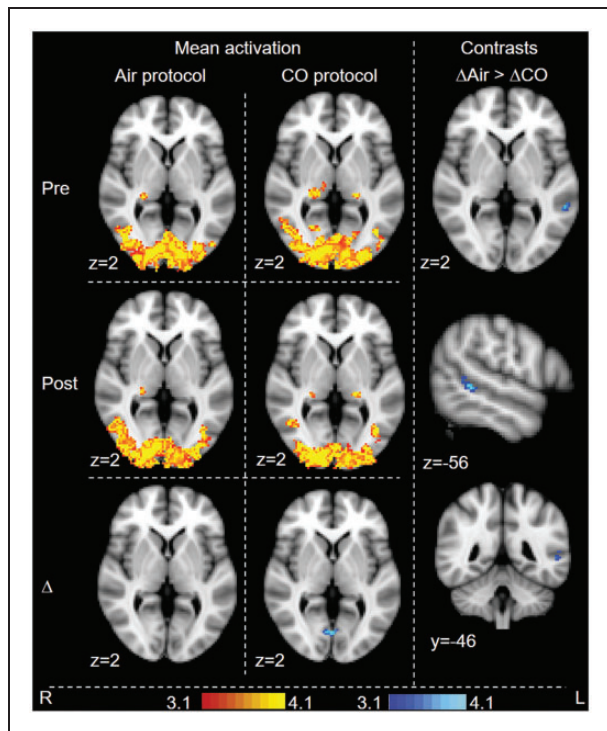 Mean activation
Contrasts
Air protocol
CO protocol
ΔAir > ΔCO
Pre
z=2
z=2
z=2
Post
z=2
z=2
z=-56
Δ
z=2
z=2
y=-46
R
3.1
4.1
3.1
4.1
L